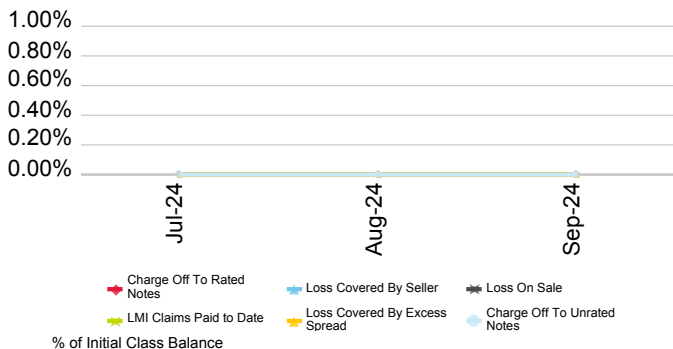 1.00%
0.80%
0.60%
0.40%
0.20%
0.00%
Jul-24
Aug-24
Sep-24
Charge Off To Rated
Notes
Loss Covered By Seller
Loss On Sale
LMI Claims Paid to Date
Loss Covered By Excess
Spread
Charge Off To Unrated
Notes
% of Initial Class Balance